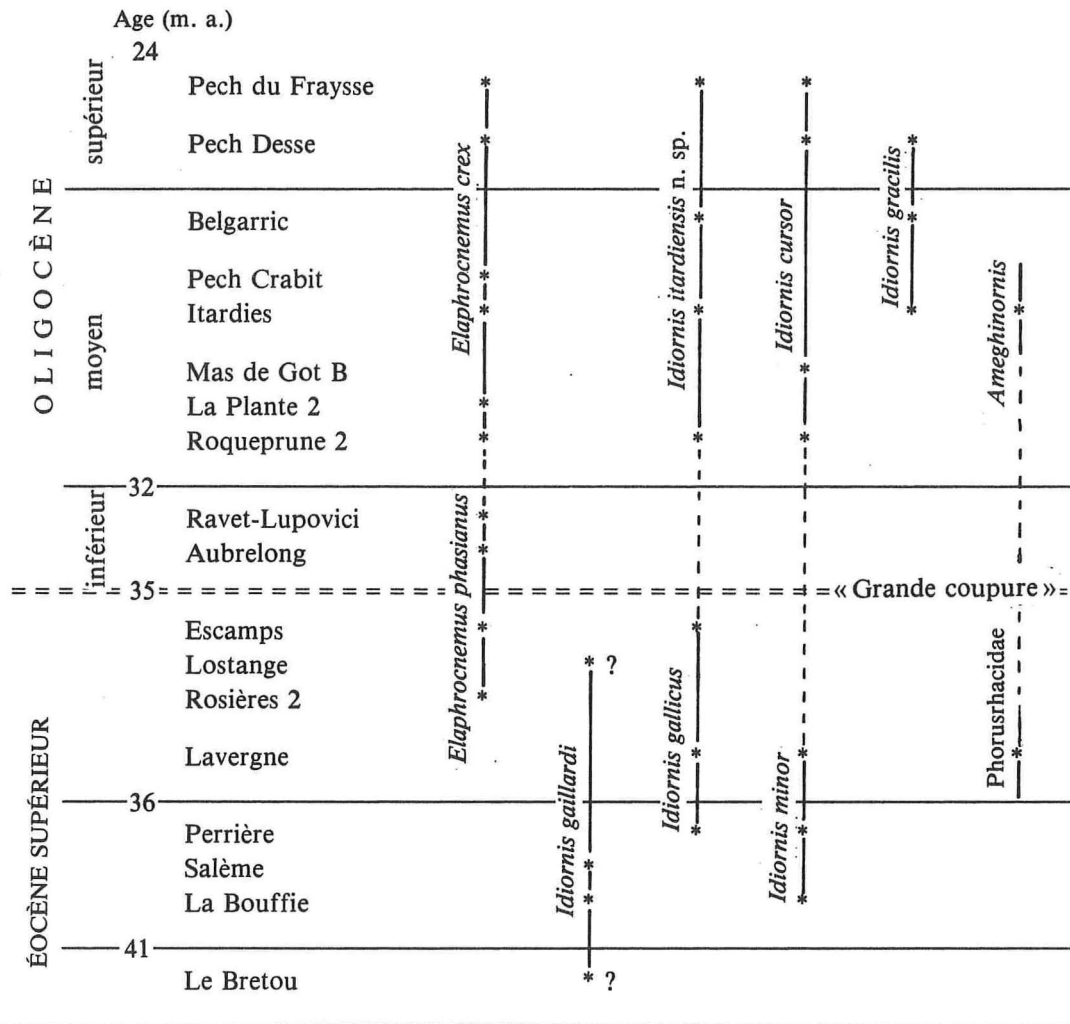 Age (m. a.)
24
OLIGOCÈNE
supérieur
Pech du Fraysse
Pech Desse
moyen
Belgarric
Pech Crabit
Itardies
Mas de Got B
La Plante 2
Roqueprune 2
32
inférieur
Ravet-Lupovici
Aubrelong
35
« Grande coupure »
ÉOCÈNE SUPÉRIEUR
Escamps
Lostange
Rosières 2
Lavergne
36
Perrière
Salème
La Bouffie
41
Le Bretou
Elaphrocnemus crex
Elaphrocnemus phasianus
Idiornis gaillardi
?
?
Idiornis itardiensis n. sp.
Idiornis gallicus
Idiornis cursor
Idiornis minor
Idiornis gracilis
Ameghinornis
Phorusrhacidae